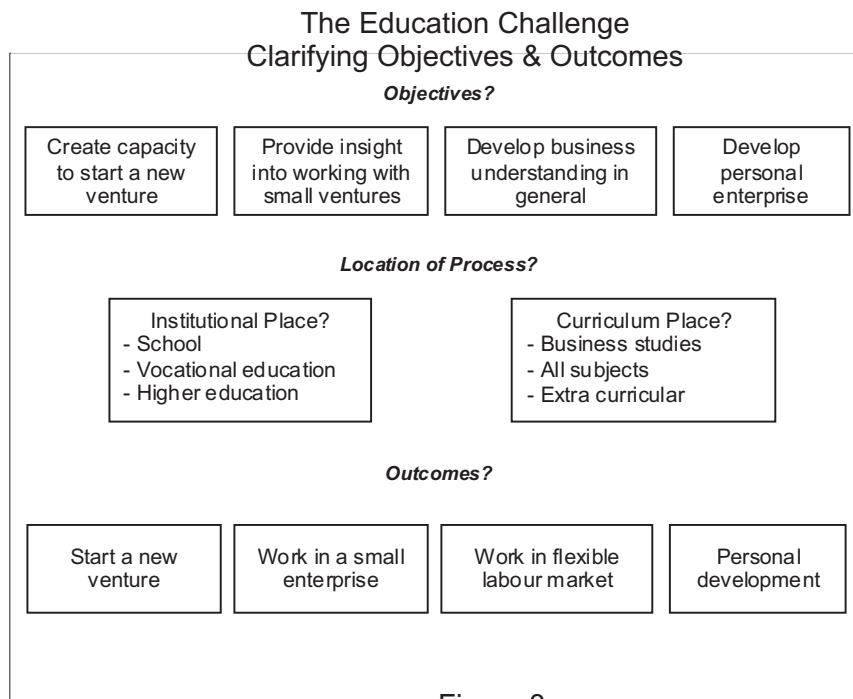 The Education Challenge
Clarifying Objectives & Outcomes
Objectives?
Create capacity
to start a new
venture
Provide insight
into working with
small ventures
Develop business
understanding in
general
Develop
personal
enterprise
Location of Process?
Institutional Place?
- School
- Vocational education
- Higher education
Curriculum Place?
- Business studies
- All subjects
- Extra curricular
Outcomes?
Start a new
venture
Work in a small
enterprise
Work in flexible
labour market
Personal
development